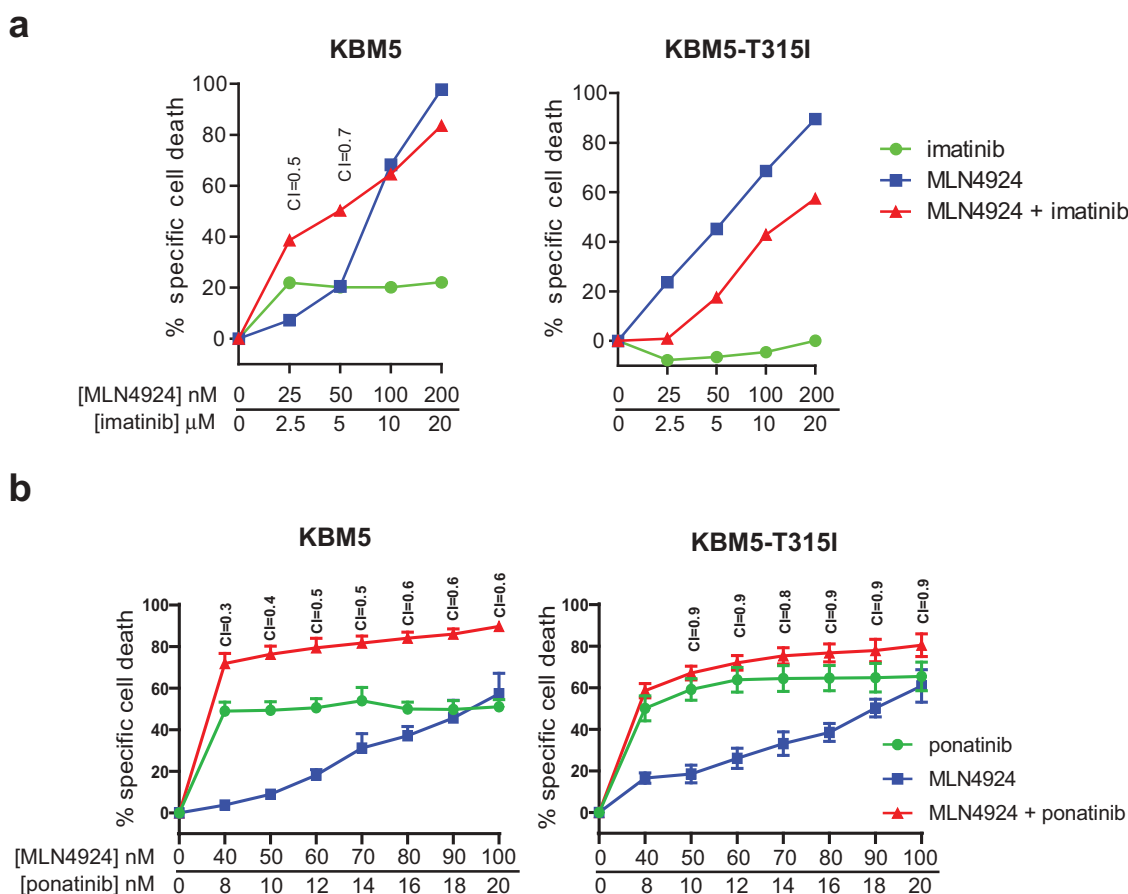 a
KBM5
KBM5-T315I
% specific cell death
100
80
60
40
20
0
CI=0.5
CI=0.7
% specific cell death
100
80
60
40
20
0
imatinib
MLN4924
MLN4924 + imatinib
[MLN4924] nM 0 25 50 100 200
[imatinib] μM 0 2.5 5 10 20
0 25 50 100 200
0 2.5 5 10 20
b
KBM5
KBM5-T315I
% specific cell death
100
80
60
40
20
0
CI=0.3
CI=0.4
CI=0.5
CI=0.5
CI=0.6
CI=0.6
CI=0.6
% specific cell death
100
80
60
40
20
0
CI=0.9
CI=0.9
CI=0.8
CI=0.9
CI=0.9
CI=0.9
ponatinib
MLN4924
MLN4924 + ponatinib
[MLN4924] nM 0 40 50 60 70 80 90 100
[ponatinib] nM 0 8 10 12 14 16 18 20
0 40 50 60 70 80 90 100
0 8 10 12 14 16 18 20